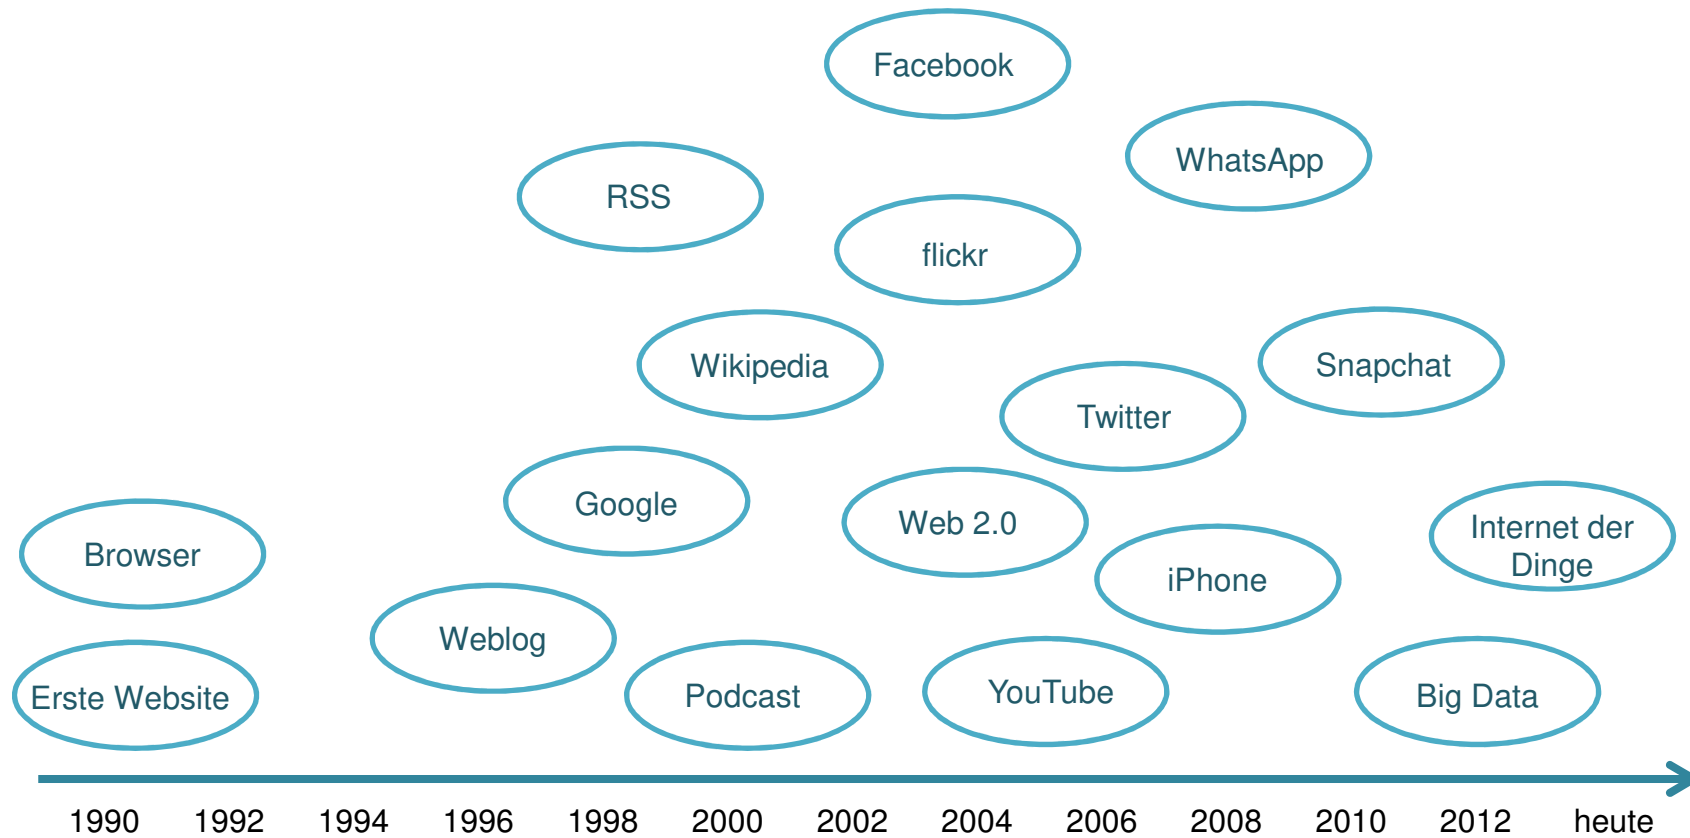 Facebook
WhatsApp
RSS
flickr
Wikipedia
Snapchat
Twitter
Google
Web 2.0
Internet der
Dinge
Browser
iPhone
Weblog
Erste Website
Podcast
YouTube
Big Data
1990 1992 1994 1996 1998 2000 2002 2004 2006 2008 2010 2012 heute